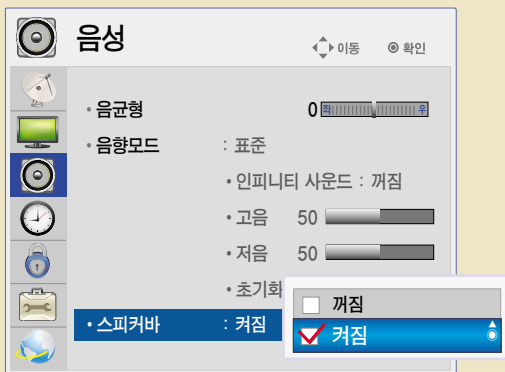 음성
이동 확인
• 음균형 0 좌 우
• 음향모드 : 표준
• 인피니티 사운드 : 꺼짐
• 고음 50
• 저음 50
• 초기화
• 스피커바 : 켜짐
꺼짐
켜짐